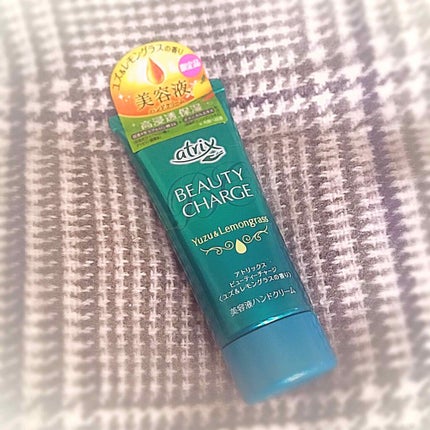 ユズ&レモングラスの香り
限定品
美容液
高浸透保湿
atrix
BEAUTY
CHARGE
Yuzu&Lemongrass
アトリックス
ビューティーチャージ
〈ユズ&レモングラスの香り〉
美容液ハンドクリーム